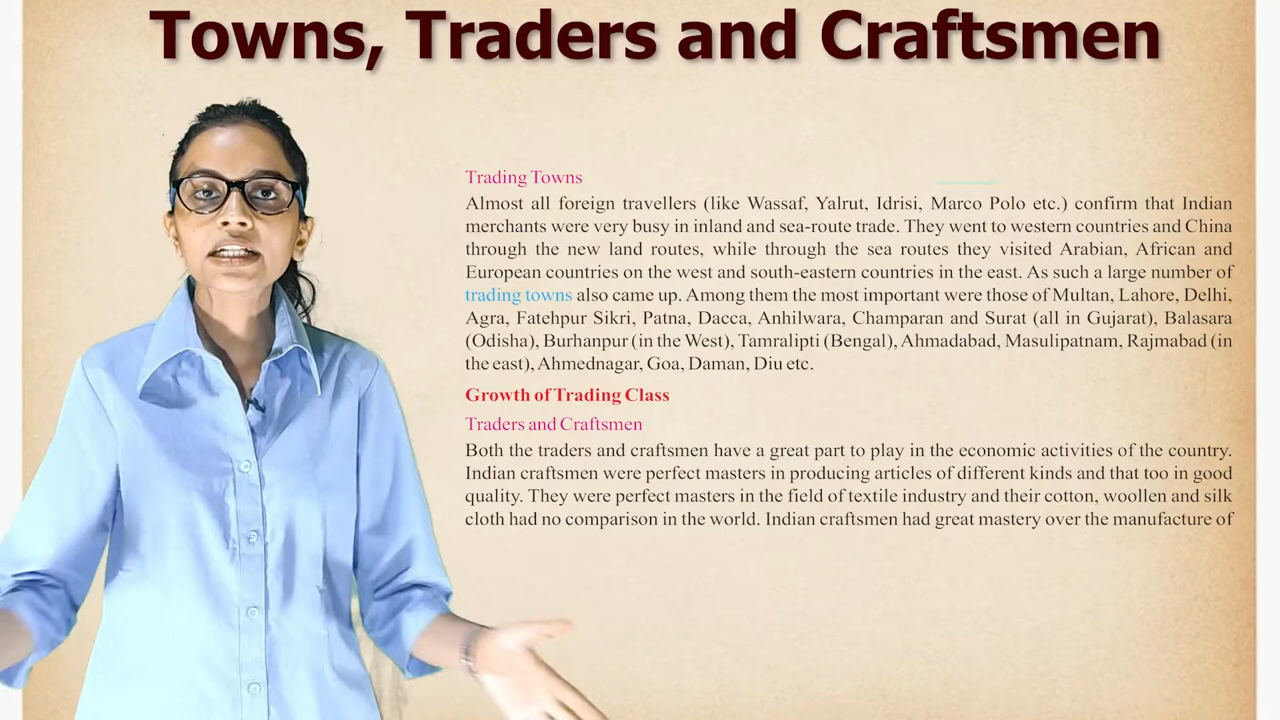 Towns, Traders and Craftsmen
Trading Towns
Almost all foreign travellers (like Wassaf, Yalrut, Idrisi, Marco Polo etc.) confirm that Indian
merchants were very busy in inland and sea-route trade. They went to western countries and China
through the new land routes, while through the sea routes they visited Arabian, African and
European countries on the west and south-eastern countries in the east. As such a large number of
trading towns also came up. Among them the most important were those of Multan, Lahore, Delhi,
Agra, Fatehpur Sikri, Patna, Dacca, Anhilwara, Champaran and Surat (all in Gujarat), Balasara
(Odisha), Burhanpur (in the West), Tamralipti (Bengal), Ahmadabad, Masulipatnam, Rajmabad (in
the east), Ahmednagar, Goa, Daman, Diu etc.
Growth of Trading Class
Traders and Craftsmen
Both the traders and craftsmen have a great part to play in the economic activities of the country.
Indian craftsmen were perfect masters in producing articles of different kinds and that too in good
quality. They were perfect masters in the field of textile industry and their cotton, woollen and silk
cloth had no comparison in the world. Indian craftsmen had great mastery over the manufacture of